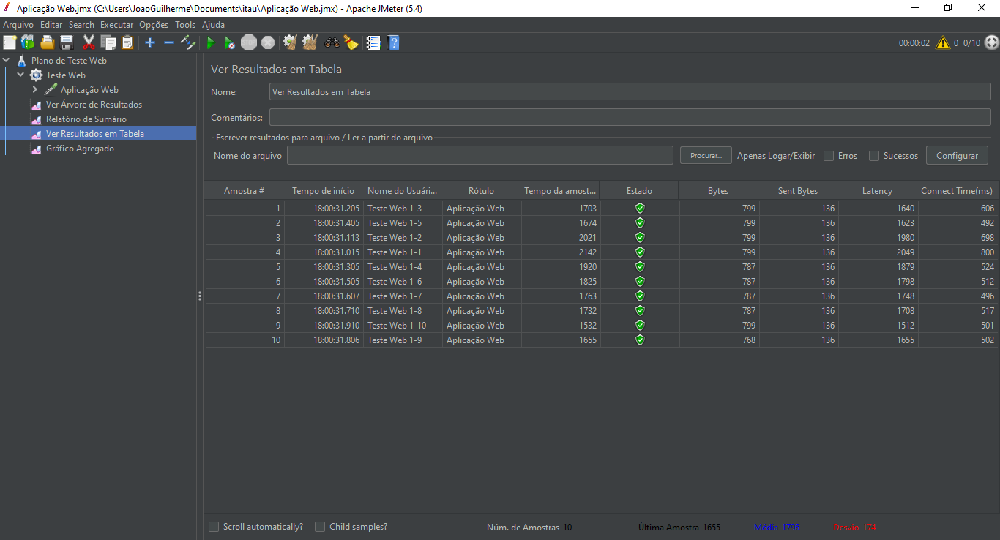 Aplicação Web.jmx (C:\Users\JoaoGuilherme\Documents\itau\Aplicação Web.jmx) - Apache JMeter (5.4)
Arquivo Editar Search Executar Opções Tools Ajuda
00:00:02 0 0/10
Plano de Teste Web
Teste Web
Aplicação Web
Ver Árvore de Resultados
Relatório de Sumário
Ver Resultados em Tabela
Gráfico Agregado
Ver Resultados em Tabela
Nome: Ver Resultados em Tabela
Comentários:
Escrever resultados para arquivo / Ler a partir do arquivo
Nome do arquivo Procurar... Apenas Logar/Exibir Erros Sucessos Configurar
Amostra # Tempo de início Nome do Usuári... Rótulo Tempo da amost... Estado Bytes Sent Bytes Latency Connect Time(ms)
1 18:00:31.205 Teste Web 1-3 Aplicação Web 1703 799 136 1640 606
2 18:00:31.405 Teste Web 1-5 Aplicação Web 1674 799 136 1623 492
3 18:00:31.113 Teste Web 1-2 Aplicação Web 2021 799 136 1980 698
4 18:00:31.015 Teste Web 1-1 Aplicação Web 2142 799 136 2049 800
5 18:00:31.305 Teste Web 1-4 Aplicação Web 1920 787 136 1879 524
6 18:00:31.505 Teste Web 1-6 Aplicação Web 1825 787 136 1798 512
7 18:00:31.607 Teste Web 1-7 Aplicação Web 1763 787 136 1748 496
8 18:00:31.710 Teste Web 1-8 Aplicação Web 1732 787 136 1708 517
9 18:00:31.910 Teste Web 1-10 Aplicação Web 1532 799 136 1512 501
10 18:00:31.806 Teste Web 1-9 Aplicação Web 1655 768 136 1655 502
Scroll automatically? Child samples? Núm. de Amostras 10 Última Amostra 1655 Média 1796 Desvio 174